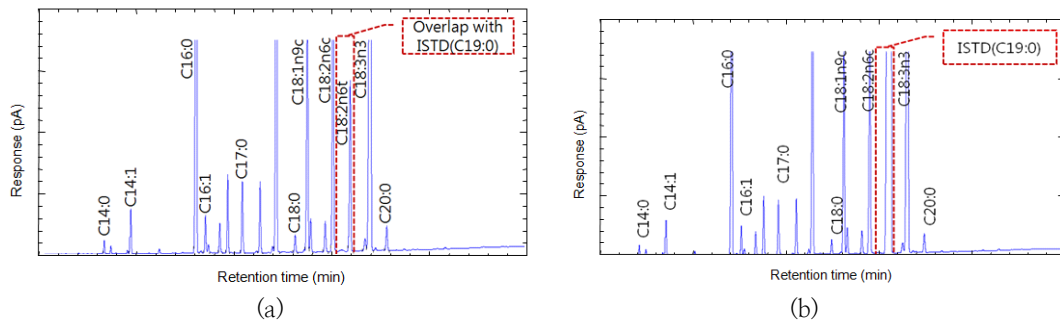 Response (pA)
C14:0
C14:1
C16:0
C16:1
C17:0
C18:0
C18:1n9c
C18:2n6c
C18:2n6t
C18:3n3
C20:0
Overlap with
ISTD(C19:0)
Retention time (min)
(a)
Response (pA)
C14:0
C14:1
C16:0
C16:1
C17:0
C18:0
C18:1n9c
C18:2n6c
C18:3n3
C20:0
ISTD(C19:0)
Retention time (min)
(b)